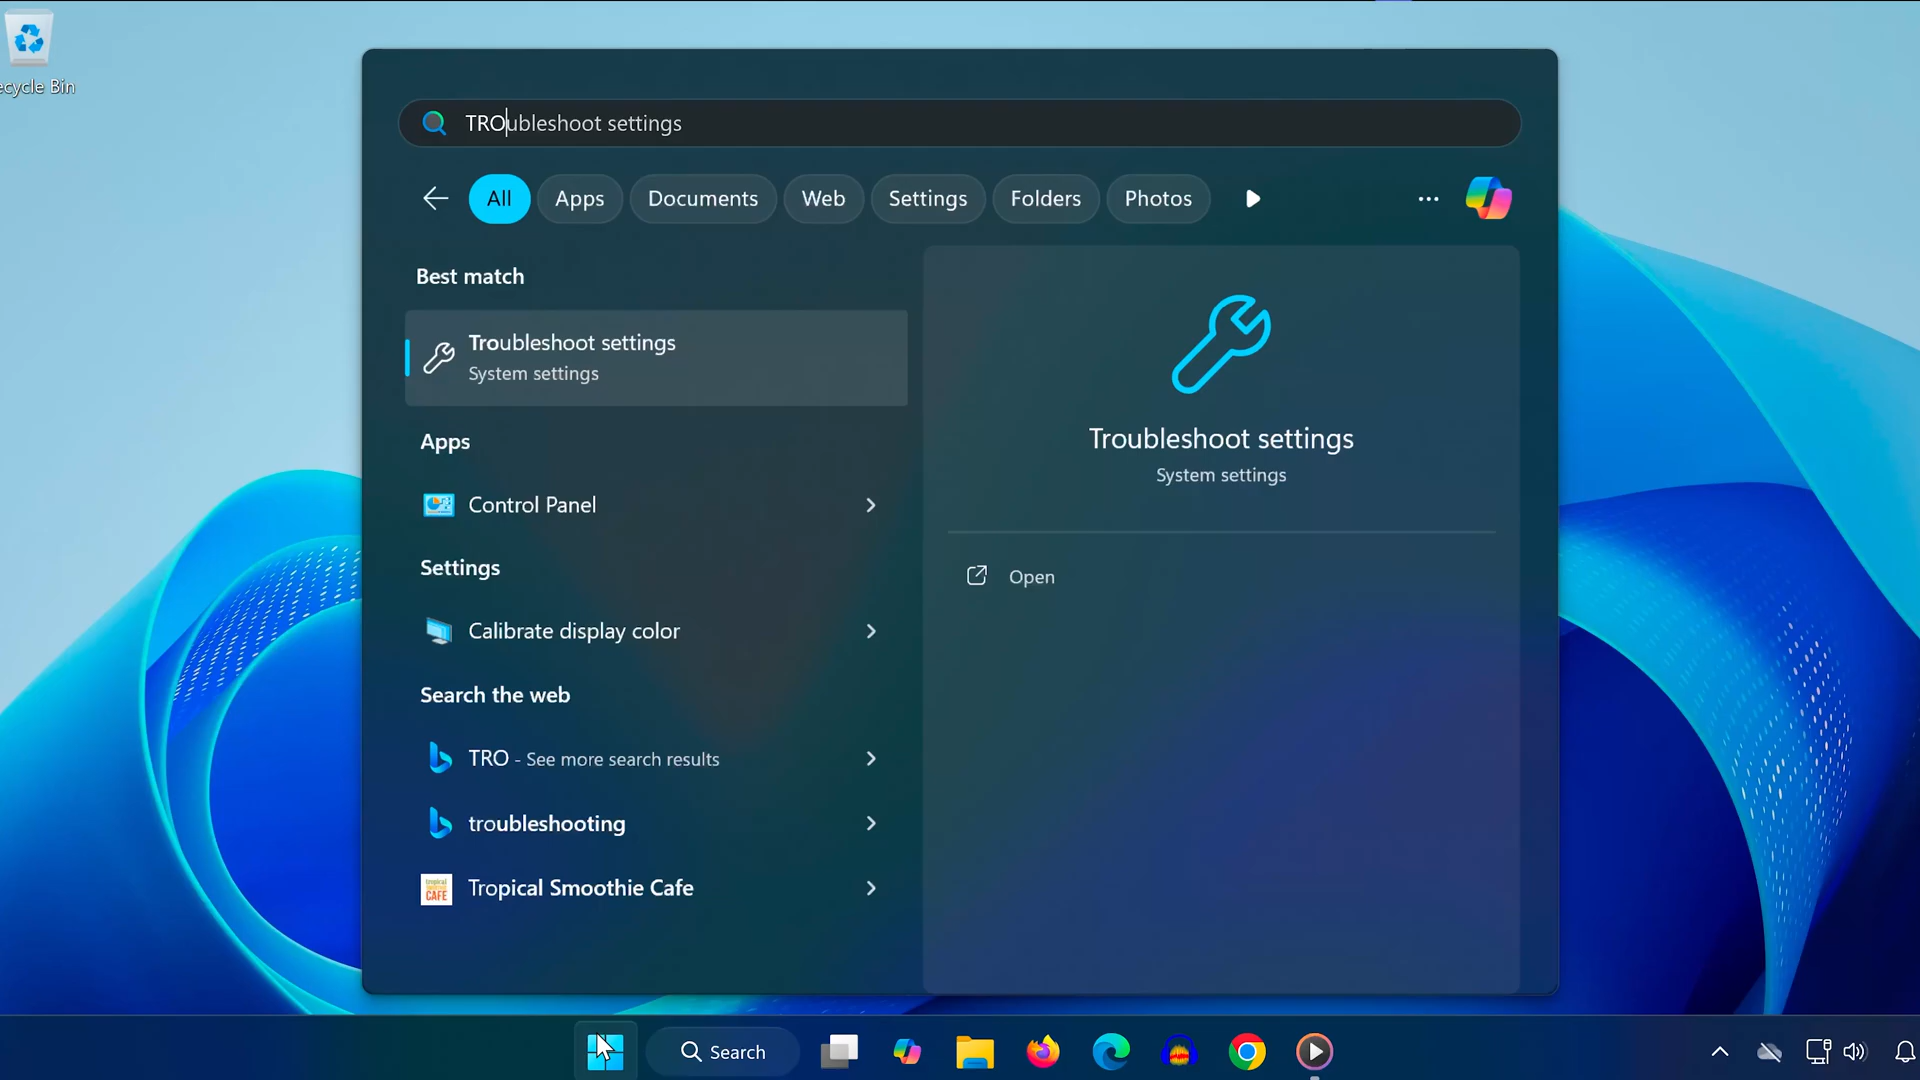 ecycle Bin
TROubleshoot settings
All
Apps
Documents
Web
Settings
Folders
Photos
Best match
Troubleshoot settings
System settings
Apps
Control Panel
Settings
Calibrate display color
Search the web
TRO - See more search results
troubleshooting
tropical
CAFE
Tropical Smoothie Cafe
Troubleshoot settings
System settings
Open
Search